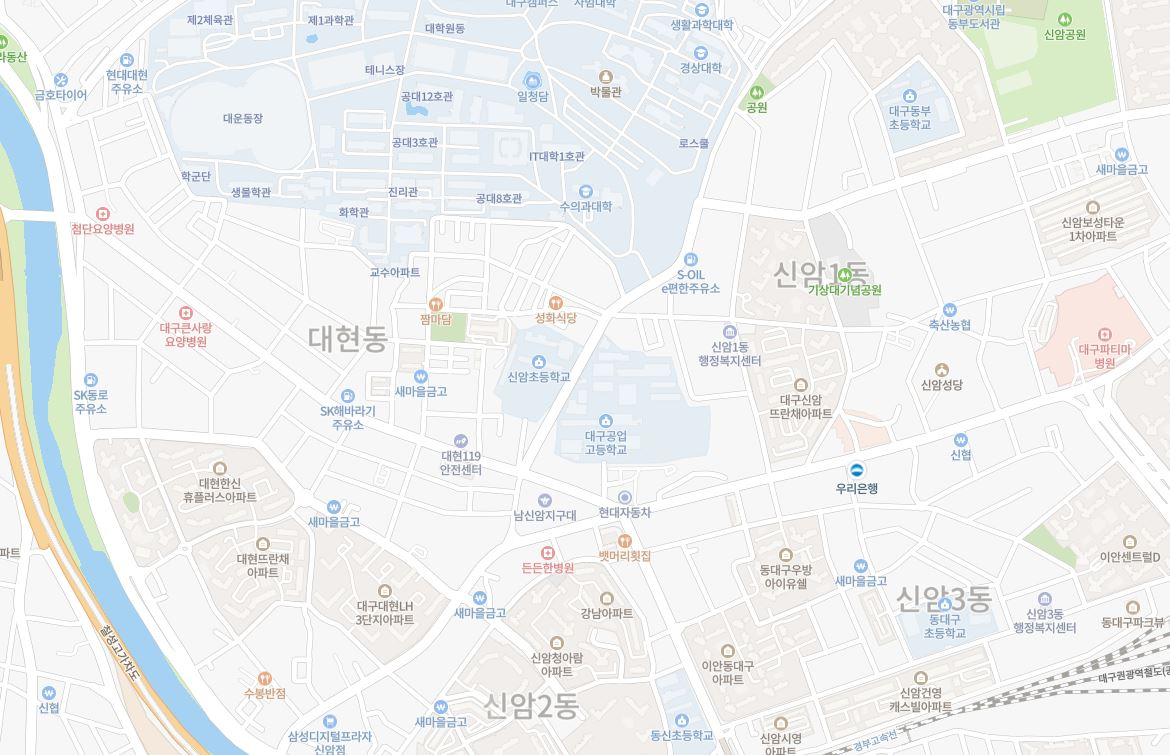 대구캠퍼스
사범대학
제2체육관
제1과학관
대학원동
생활과학대학
대구광역시립
동부도서관
신암공원
현대대현
주유소
금호타이어
테니스장
공대12호관
일청담
박물관
경상대학
공원
대구동부
초등학교
대운동장
공대3호관
IT대학1호관
로스쿨
새마을금고
학군단
생물학관
진리관
공대8호관
수의과대학
화학관
첨단요양병원
신암보성타운
1차아파트
교수아파트
S-OIL
e편한주유소
신암1동
기상대기념공원
짬마담
성화식당
대구큰사랑
요양병원
대현동
신암1동
행정복지센터
축산농협
대구파티마
병원
신암초등학교
새마을금고
신암성당
SK동로
주유소
SK해바라기
주유소
대구신암
뜨란채아파트
대구공업
고등학교
대현119
안전센터
신협
대현한신
휴플러스아파트
우리은행
새마을금고
남신암지구대
현대자동차
대현뜨란채
아파트
든든한병원
뱃머리횟집
동대구우방
아이유쉘
새마을금고
이안센트럴D
대구대현LH
3단지아파트
새마을금고
강남아파트
신암3동
동대구
초등학교
신암3동
행정복지센터
동대구파크뷰
칠성고가차도
신암청아람
아파트
이안동대구
아파트
수봉반점
신협
신암2동
새마을금고
삼성디지털프라자
신암점
동신초등학교
신암시영
아파트
신암건영
캐스빌아파트
경부고속선